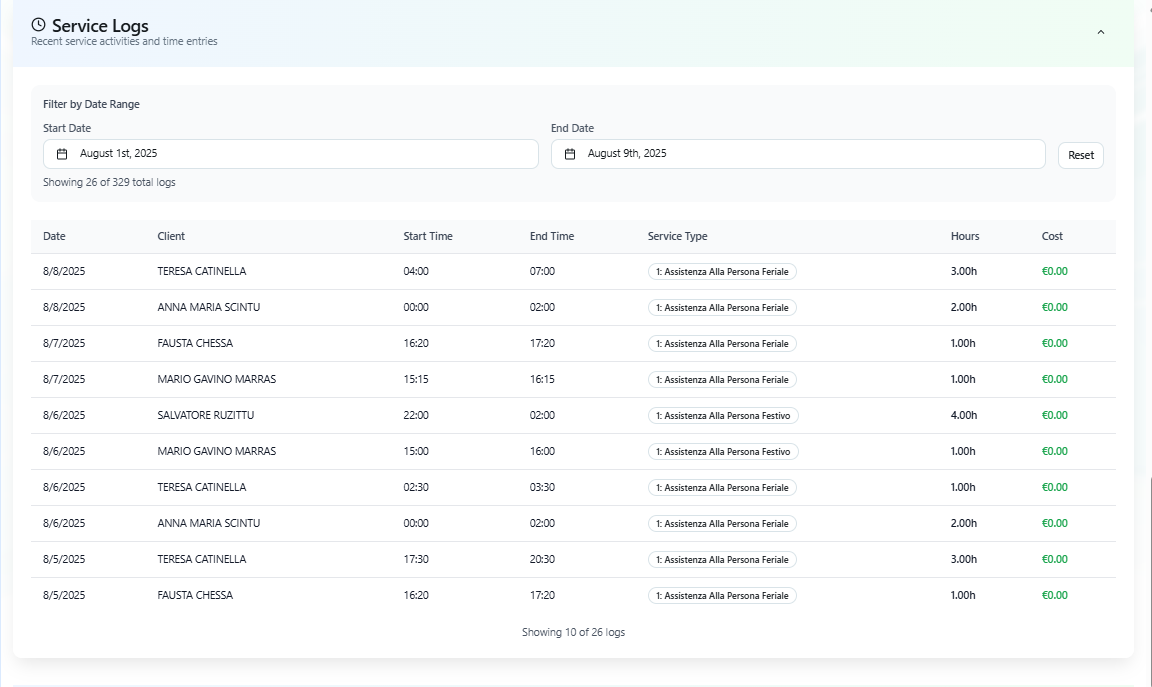 Service Logs
Recent service activities and time entries
Filter by Date Range
Start Date End Date
August 1st, 2025 August 9th, 2025 Reset
Showing 26 of 329 total logs
Date Client Start Time End Time Service Type Hours Cost
8/8/2025 TERESA CATINELLA 04:00 07:00 1: Assistenza Alla Persona Feriale 3.00h €0.00
8/8/2025 ANNA MARIA SCINTU 00:00 02:00 1: Assistenza Alla Persona Feriale 2.00h €0.00
8/7/2025 FAUSTA CHESSA 16:20 17:20 1: Assistenza Alla Persona Feriale 1.00h €0.00
8/7/2025 MARIO GAVINO MARRAS 15:15 16:15 1: Assistenza Alla Persona Feriale 1.00h €0.00
8/6/2025 SALVATORE RUZITTU 22:00 02:00 1: Assistenza Alla Persona Festivo 4.00h €0.00
8/6/2025 MARIO GAVINO MARRAS 15:00 16:00 1: Assistenza Alla Persona Festivo 1.00h €0.00
8/6/2025 TERESA CATINELLA 02:30 03:30 1: Assistenza Alla Persona Feriale 1.00h €0.00
8/6/2025 ANNA MARIA SCINTU 00:00 02:00 1: Assistenza Alla Persona Feriale 2.00h €0.00
8/5/2025 TERESA CATINELLA 17:30 20:30 1: Assistenza Alla Persona Feriale 3.00h €0.00
8/5/2025 FAUSTA CHESSA 16:20 17:20 1: Assistenza Alla Persona Feriale 1.00h €0.00
Showing 10 of 26 logs